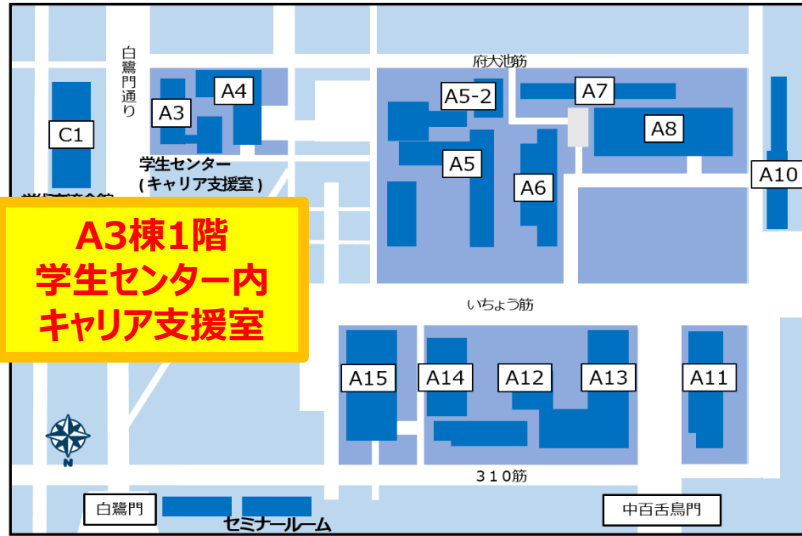 府大池筋
白鷺門通り
A3
A4
A5-2
A7
C1
A8
A5
A6
A10
学生センター
(キャリア支援室)
A3棟1階
学生センター内
キャリア支援室
いちょう筋
A15
A14
A12
A13
A11
N
310筋
白鷺門
セミナールーム
中百舌鳥門